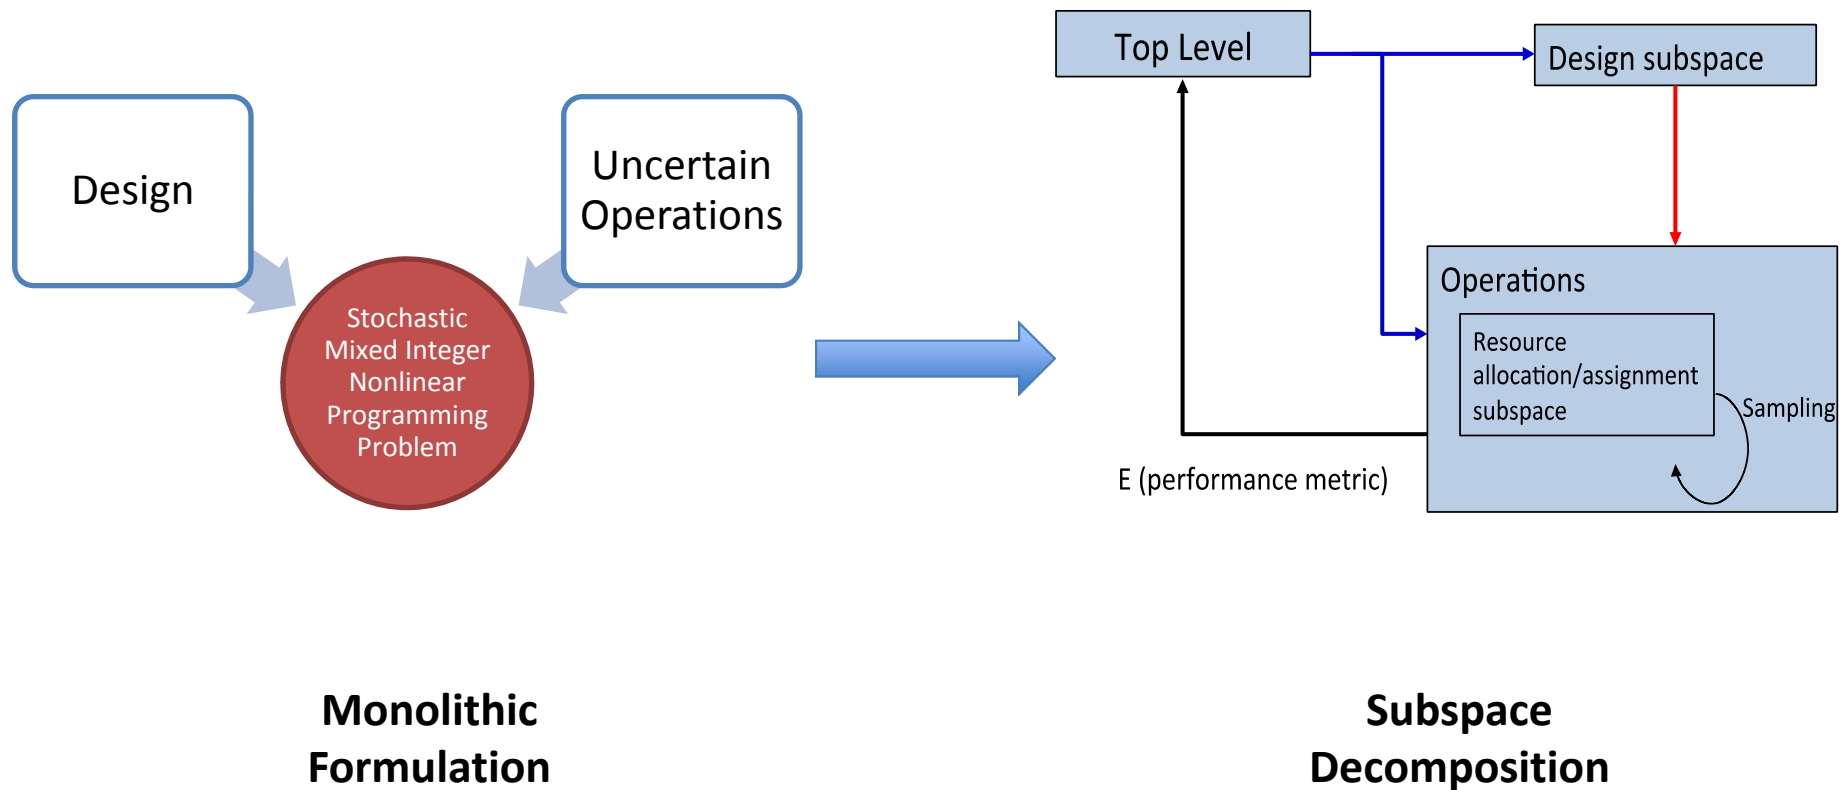 Design
Uncertain
Operations
Stochastic
Mixed Integer
Nonlinear
Programming
Problem
Monolithic
Formulation
Top Level
Design subspace
Operations
Resource
allocation/assignment
subspace
Sampling
E (performance metric)
Subspace
Decomposition